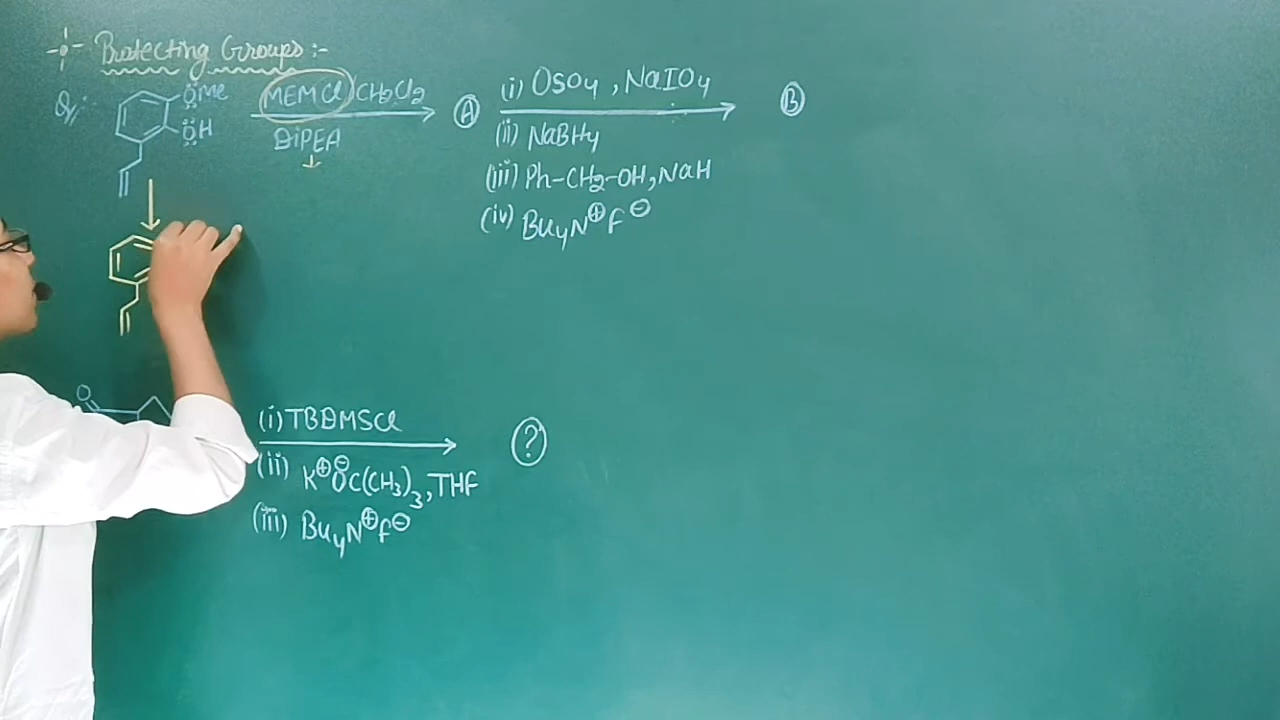 Protecting Groups:-
Q,,
OMe
OH
MEMCl/CH2Cl2
DiPEA
A
(i) OsO4, NaIO4
(ii) NaBH4
(iii) Ph-CH2-OH, NaH
(iv) Bu4N⊕F⊖
B
O
(i) TBDMSCl
(ii) K⊕O⊖C(CH3)3, THF
(iii) Bu4N⊕F⊖
?